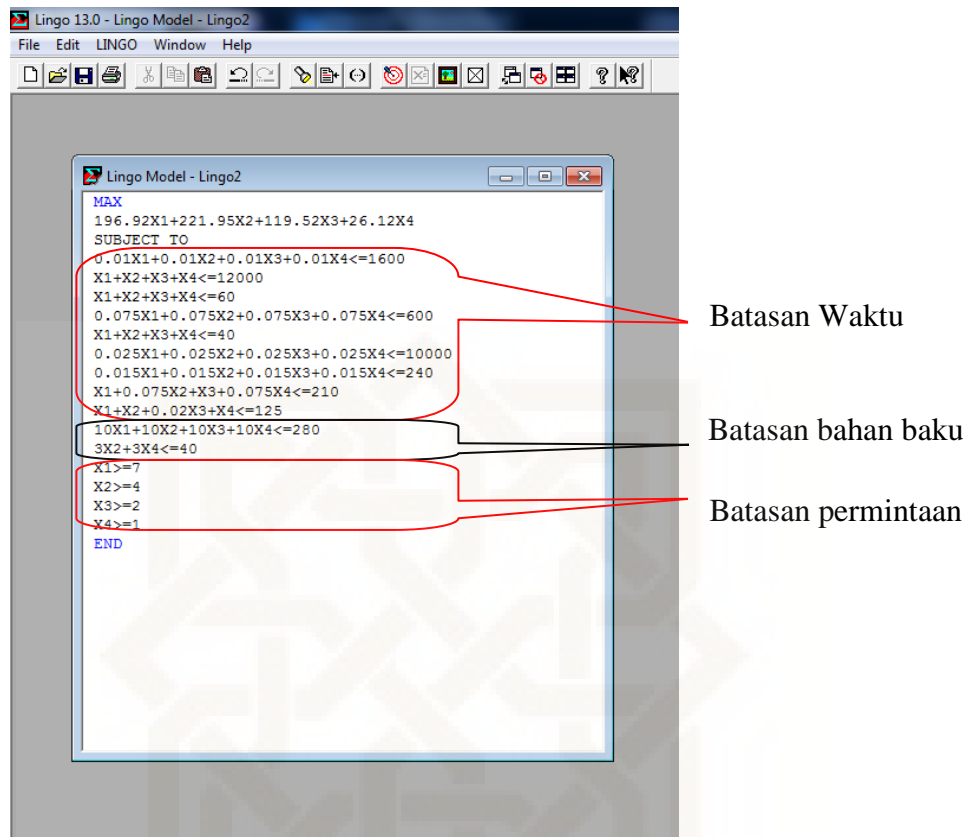 Lingo 13.0 - Lingo Model - Lingo2
File Edit LINGO Window Help
Lingo Model - Lingo2
MAX
196.92X1+221.95X2+119.52X3+26.12X4
SUBJECT TO
0.01X1+0.01X2+0.01X3+0.01X4<=1600
X1+X2+X3+X4<=12000
X1+X2+X3+X4<=60
0.075X1+0.075X2+0.075X3+0.075X4<=600
X1+X2+X3+X4<=40
0.025X1+0.025X2+0.025X3+0.025X4<=10000
0.015X1+0.015X2+0.015X3+0.015X4<=240
X1+0.075X2+X3+0.075X4<=210
X1+X2+0.02X3+X4<=125
10X1+10X2+10X3+10X4<=280
3X2+3X4<=40
X1>=7
X2>=4
X3>=2
X4>=1
END
Batasan Waktu
Batasan bahan baku
Batasan permintaan